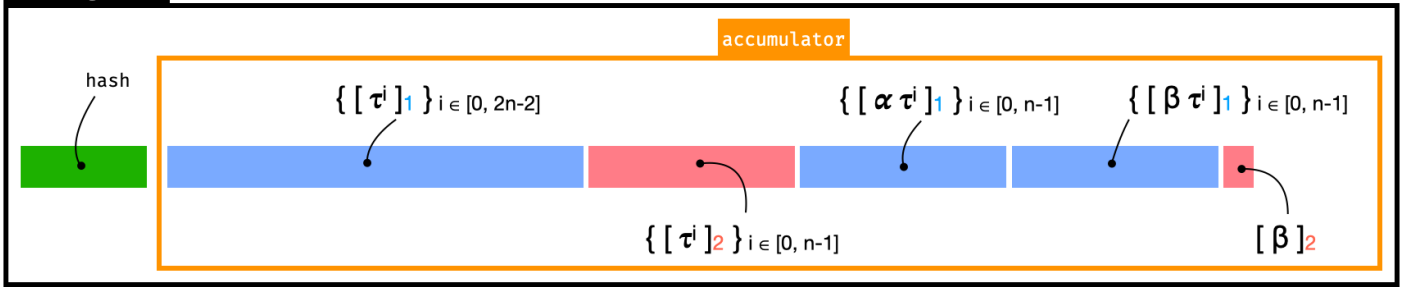 accumulator
hash
{ [ τⁱ ]₁ } i ∈ [0, 2n-2]
{ [ α τⁱ ]₁ } i ∈ [0, n-1]
{ [ β τⁱ ]₁ } i ∈ [0, n-1]
{ [ τⁱ ]₂ } i ∈ [0, n-1]
[ β ]₂